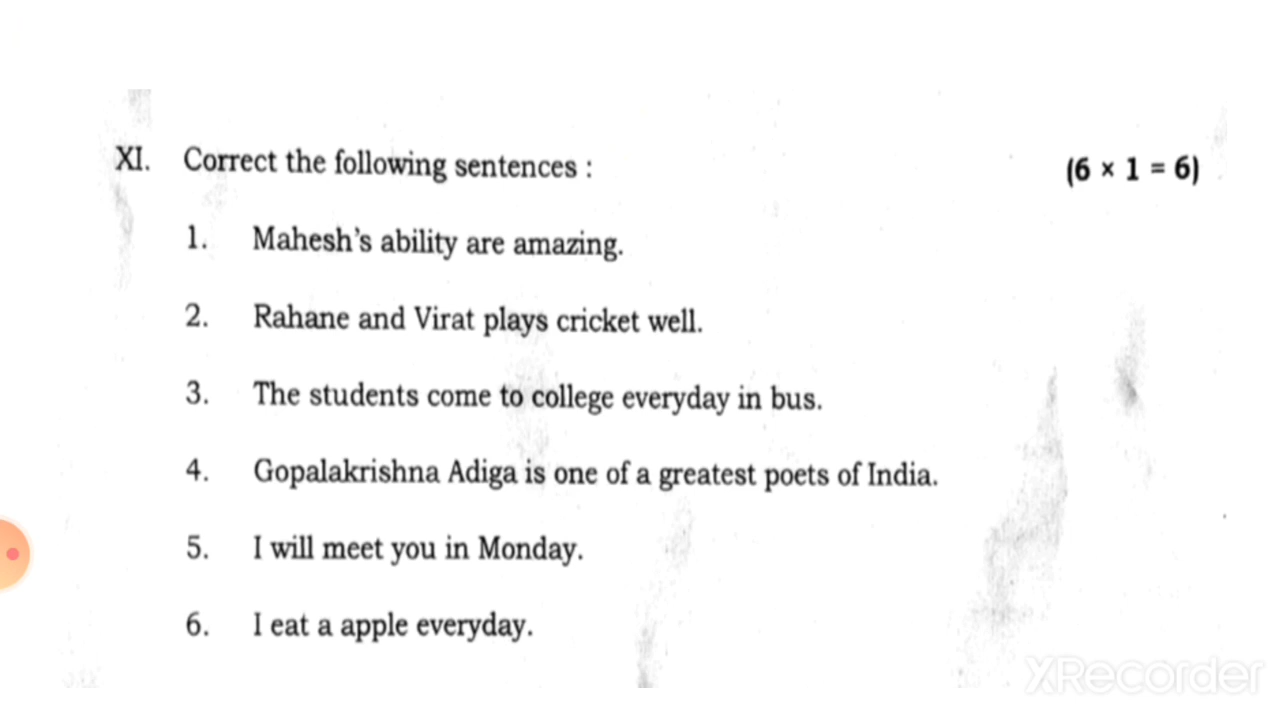 XI. Correct the following sentences : (6 × 1 = 6)
1. Mahesh's ability are amazing.
2. Rahane and Virat plays cricket well.
3. The students come to college everyday in bus.
4. Gopalakrishna Adiga is one of a greatest poets of India.
5. I will meet you in Monday.
6. I eat a apple everyday.
XRecorder